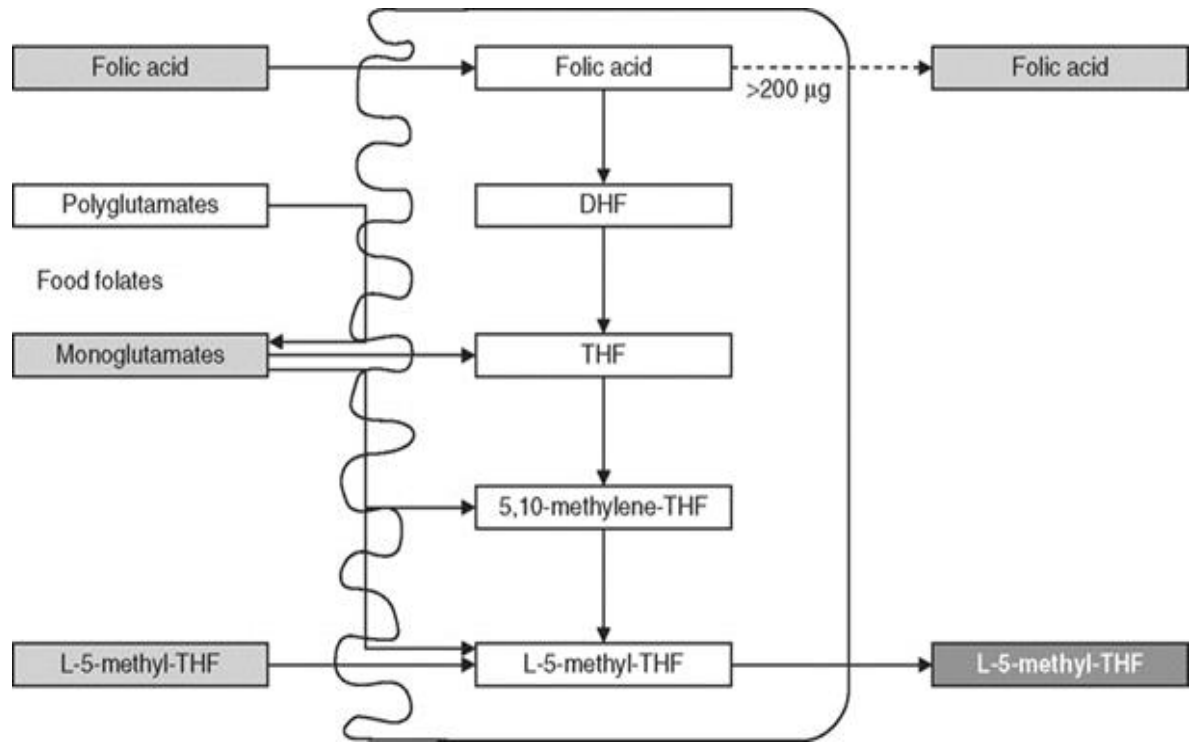 Folic acid
Folic acid
Folic acid
>200 μg
Polyglutamates
DHF
Food folates
Monoglutamates
THF
5,10-methylene-THF
L-5-methyl-THF
L-5-methyl-THF
L-5-methyl-THF